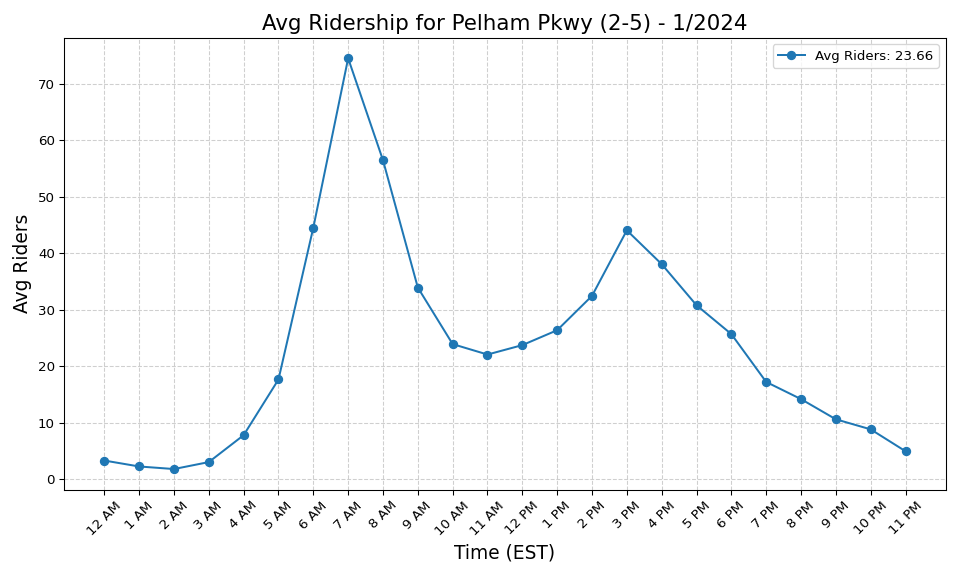 Avg Ridership for Pelham Pkwy (2-5) - 1/2024
Avg Riders: 23.66
Avg Riders
70
60
50
40
30
20
10
0
12 AM
1 AM
2 AM
3 AM
4 AM
5 AM
6 AM
7 AM
8 AM
9 AM
10 AM
11 AM
12 PM
1 PM
2 PM
3 PM
4 PM
5 PM
6 PM
7 PM
8 PM
9 PM
10 PM
11 PM
Time (EST)